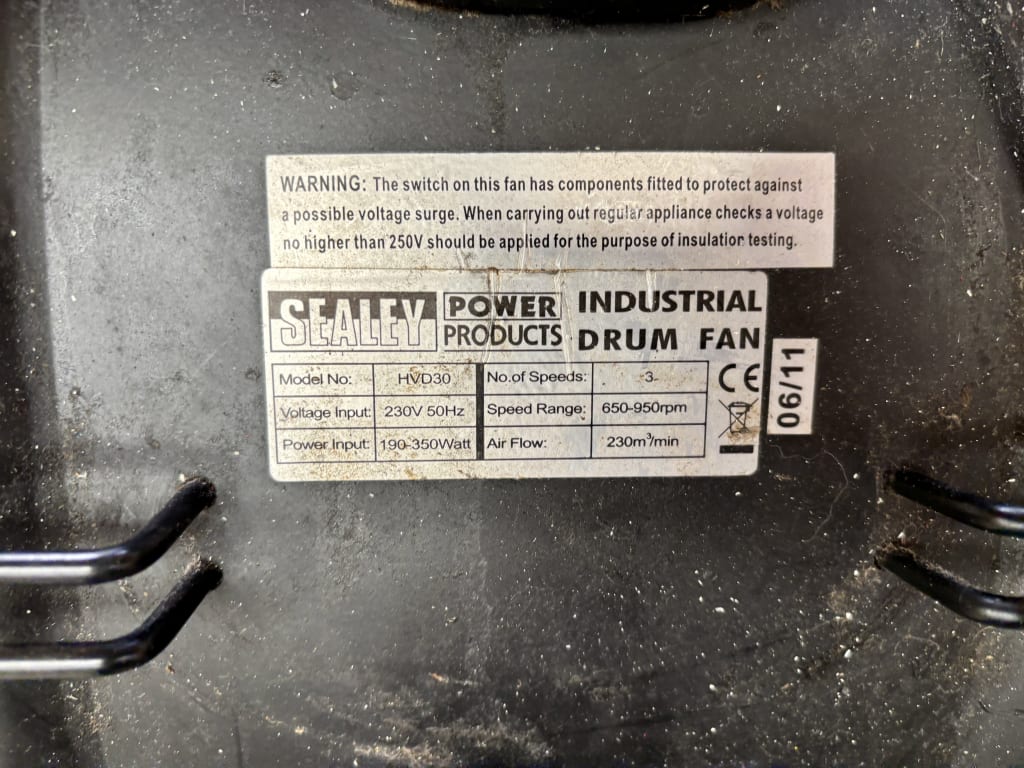 WARNING: The switch on this fan has components fitted to protect against
a possible voltage surge. When carrying out regular appliance checks a voltage
no higher than 250V should be applied for the purpose of insulation testing.
SEALEY POWER PRODUCTS INDUSTRIAL DRUM FAN
Model No: HVD30 No.of Speeds: 3
Voltage Input: 230V 50Hz Speed Range: 650-950rpm
Power Input: 190-350Watt Air Flow: 230m³/min
CE
06/11